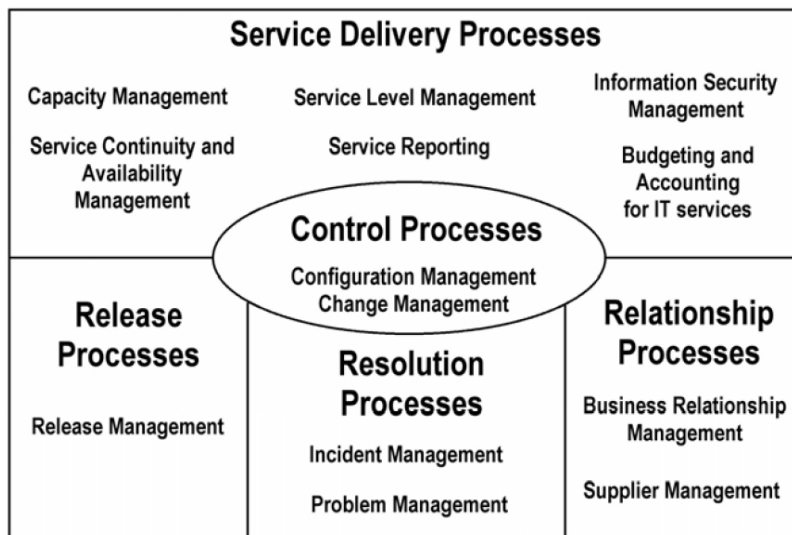 Service Delivery Processes
Capacity Management
Service Continuity and
Availability
Management
Service Level Management
Service Reporting
Information Security
Management
Budgeting and
Accounting
for IT services
Control Processes
Configuration Management
Change Management
Release
Processes
Release Management
Resolution
Processes
Incident Management
Problem Management
Relationship
Processes
Business Relationship
Management
Supplier Management